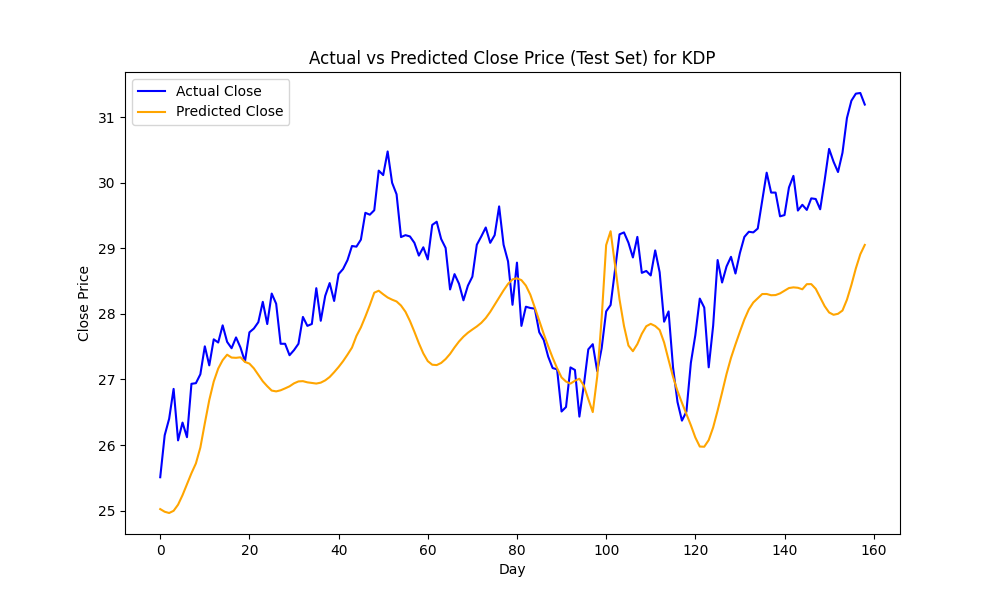 Actual vs Predicted Close Price (Test Set) for KDP
Actual Close
Predicted Close
Close Price
31
30
29
28
27
26
25
0 20 40 60 80 100 120 140 160
Day